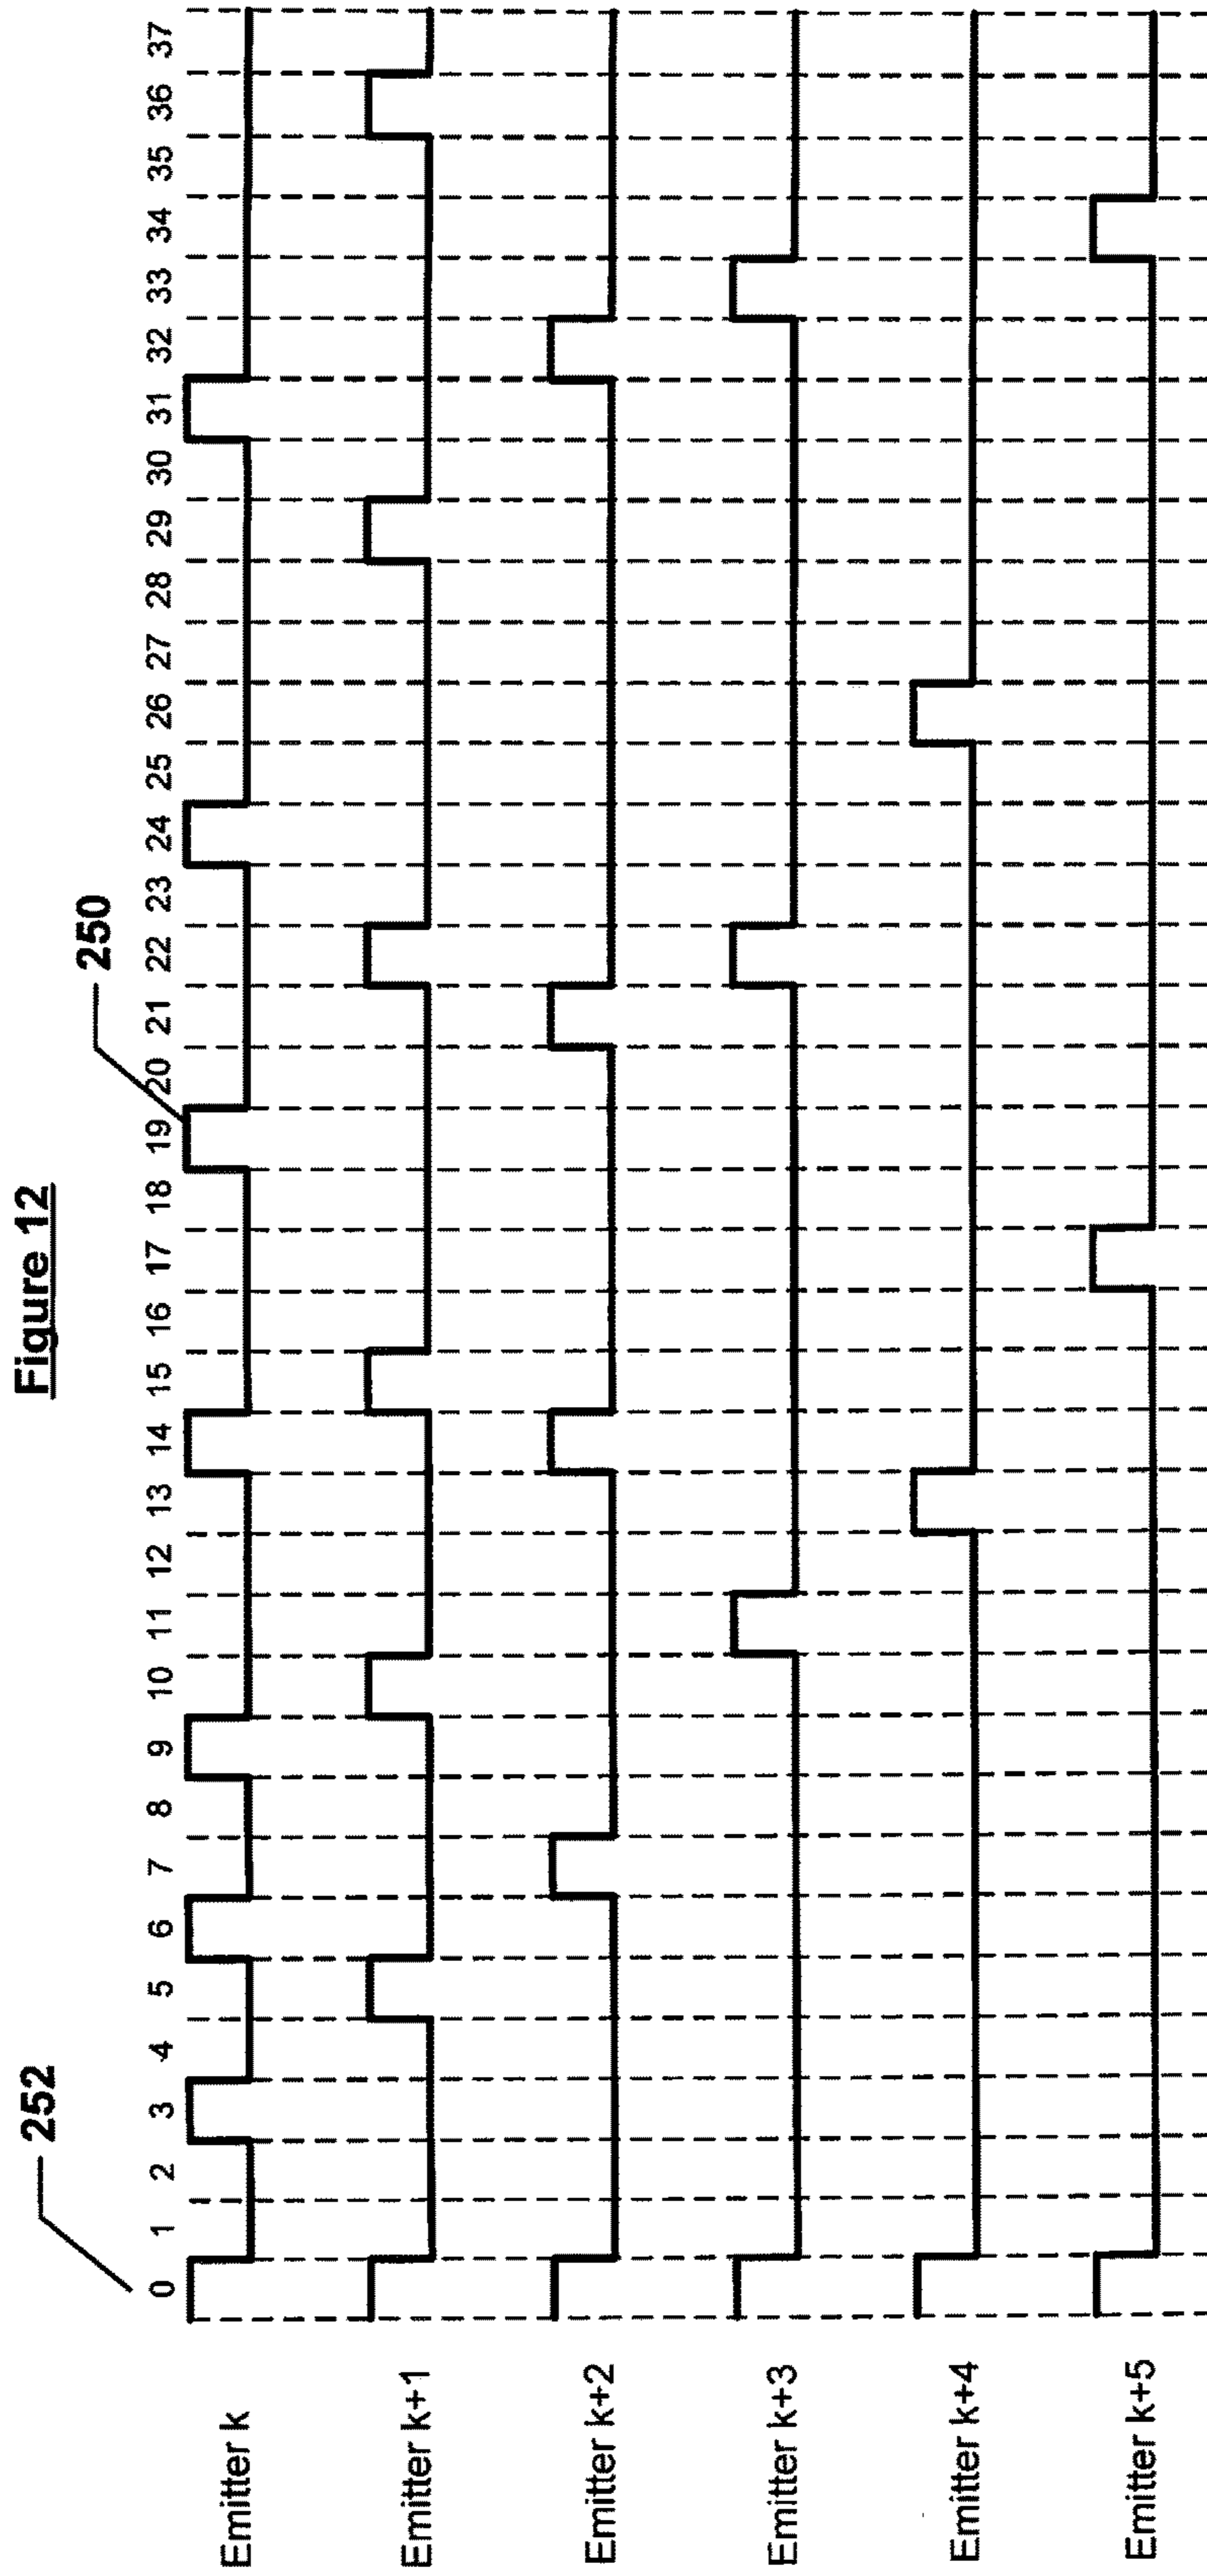 Figure 12
252
250
0 1 2 3 4 5 6 7 8 9 10 11 12 13 14 15 16 17 18 19 20 21 22 23 24 25 26 27 28 29 30 31 32 33 34 35 36 37
Emitter k
Emitter k+1
Emitter k+2
Emitter k+3
Emitter k+4
Emitter k+5